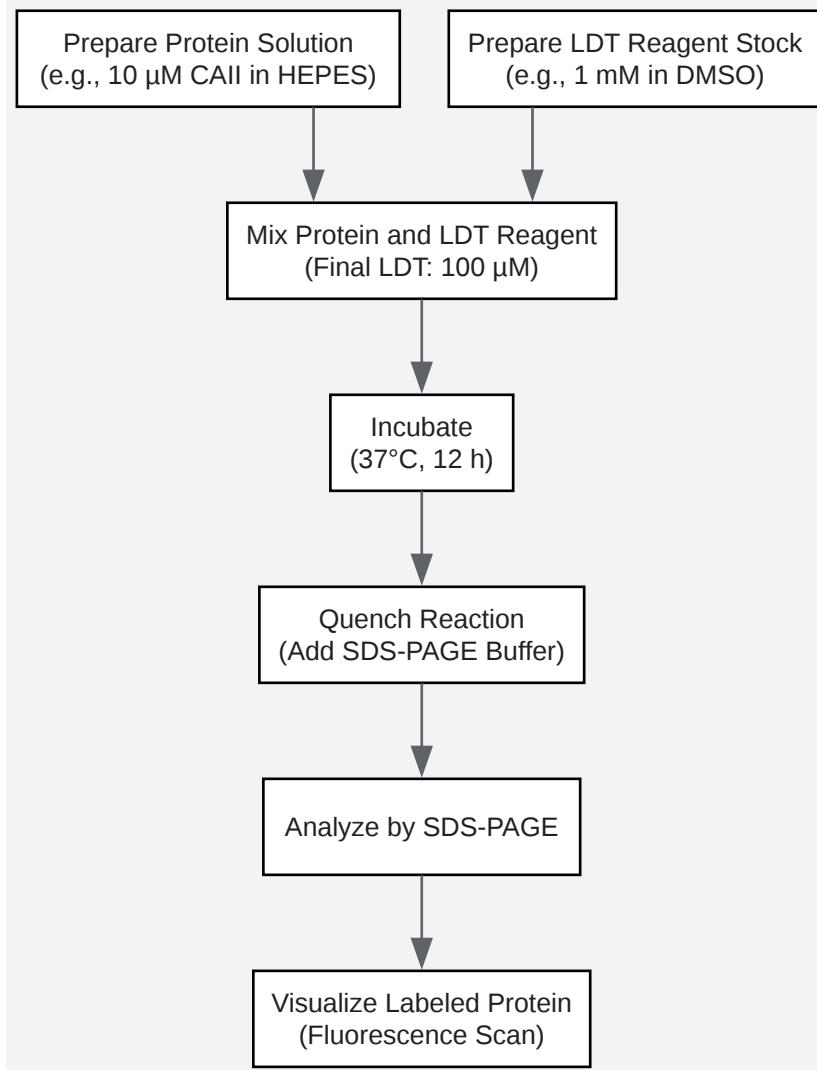 Prepare Protein Solution
(e.g., 10 µM CAII in HEPES)
Prepare LDT Reagent Stock
(e.g., 1 mM in DMSO)
Mix Protein and LDT Reagent
(Final LDT: 100 µM)
Incubate
(37°C, 12 h)
Quench Reaction
(Add SDS-PAGE Buffer)
Analyze by SDS-PAGE
Visualize Labeled Protein
(Fluorescence Scan)